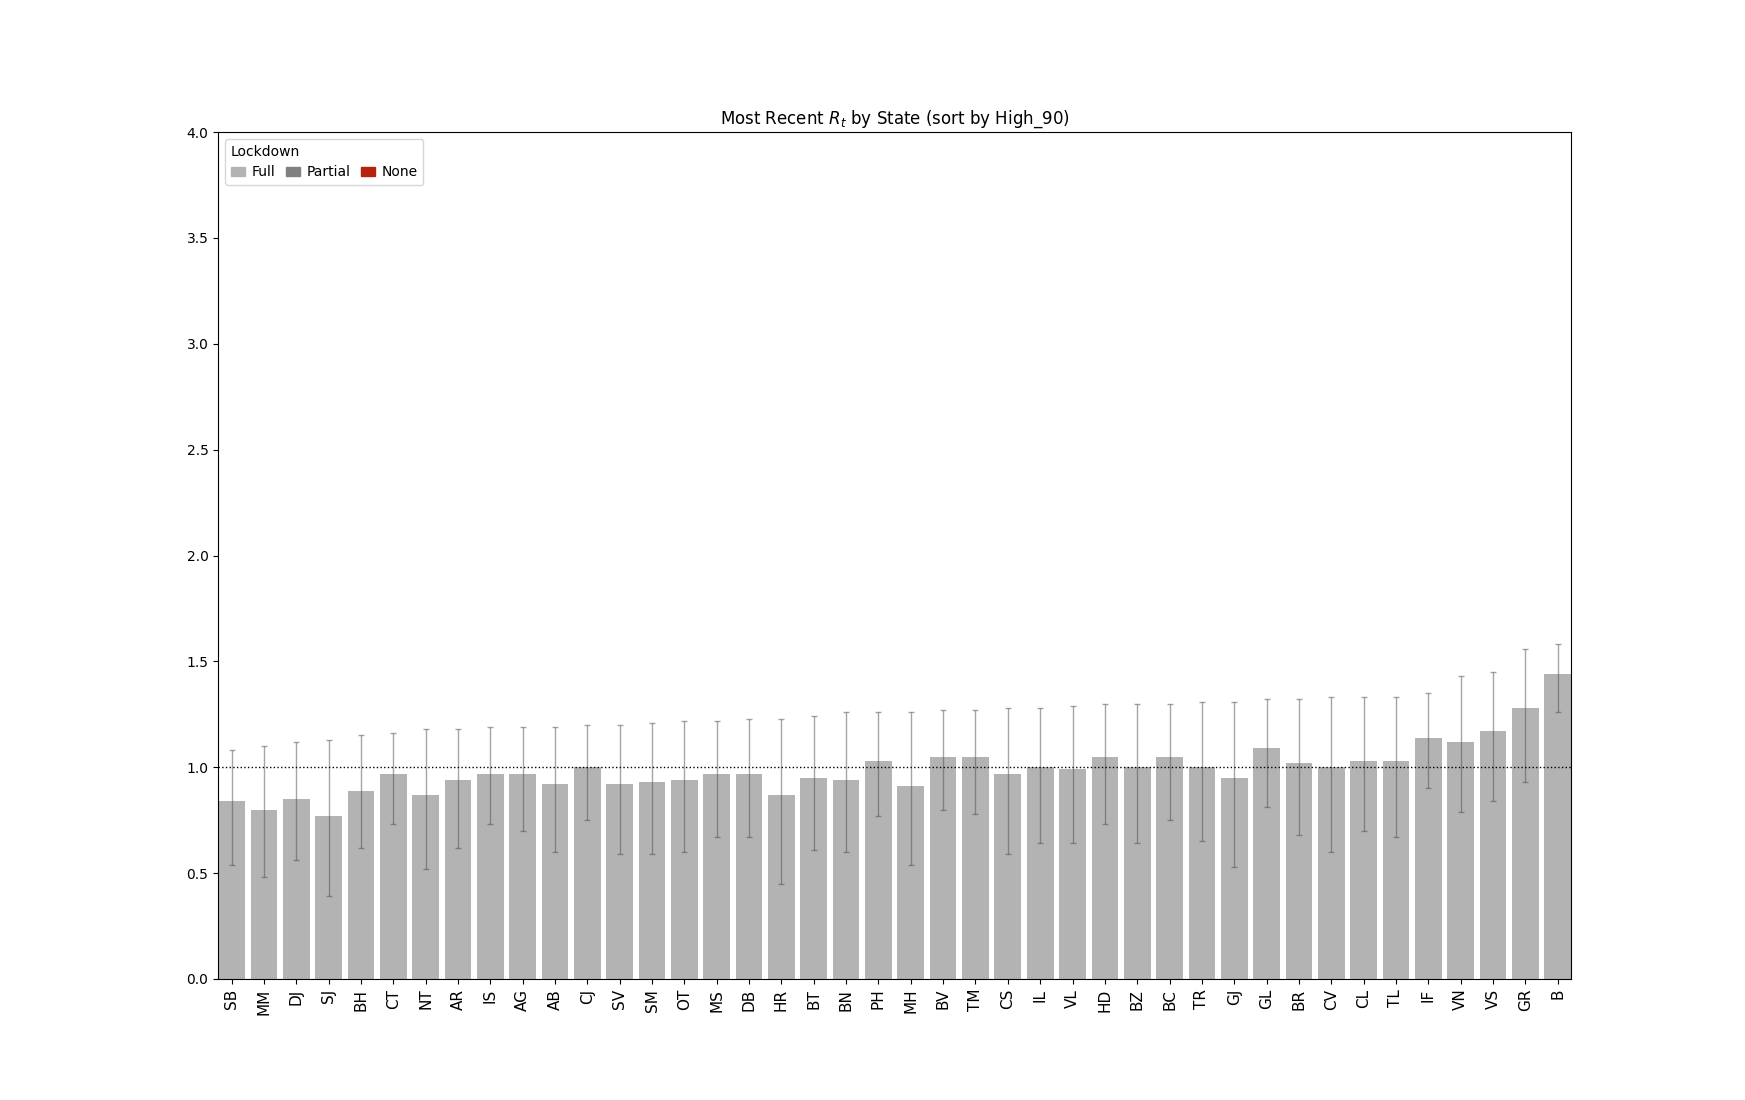 Most Recent R_t by State (sort by High_90)
4.0
3.5
3.0
2.5
2.0
1.5
1.0
0.5
0.0
Lockdown
Full Partial None
SB MM DJ SJ BH CT NT AR IS AG AB CJ SV SM OT MS DB HR BT BN PH MH BV TM CS IL VL HD BZ BC TR GJ GL BR CV CL TL IF VN VS GR B